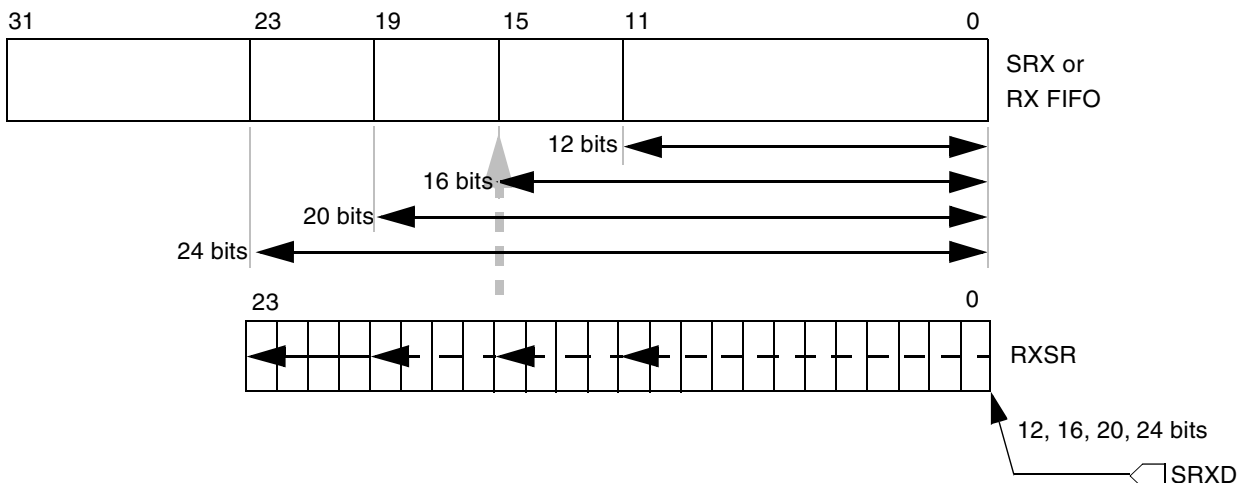 31 23 19 15 11 0
SRX or
RX FIFO
12 bits
16 bits
20 bits
24 bits
23 0
RXSR
12, 16, 20, 24 bits
SRXD